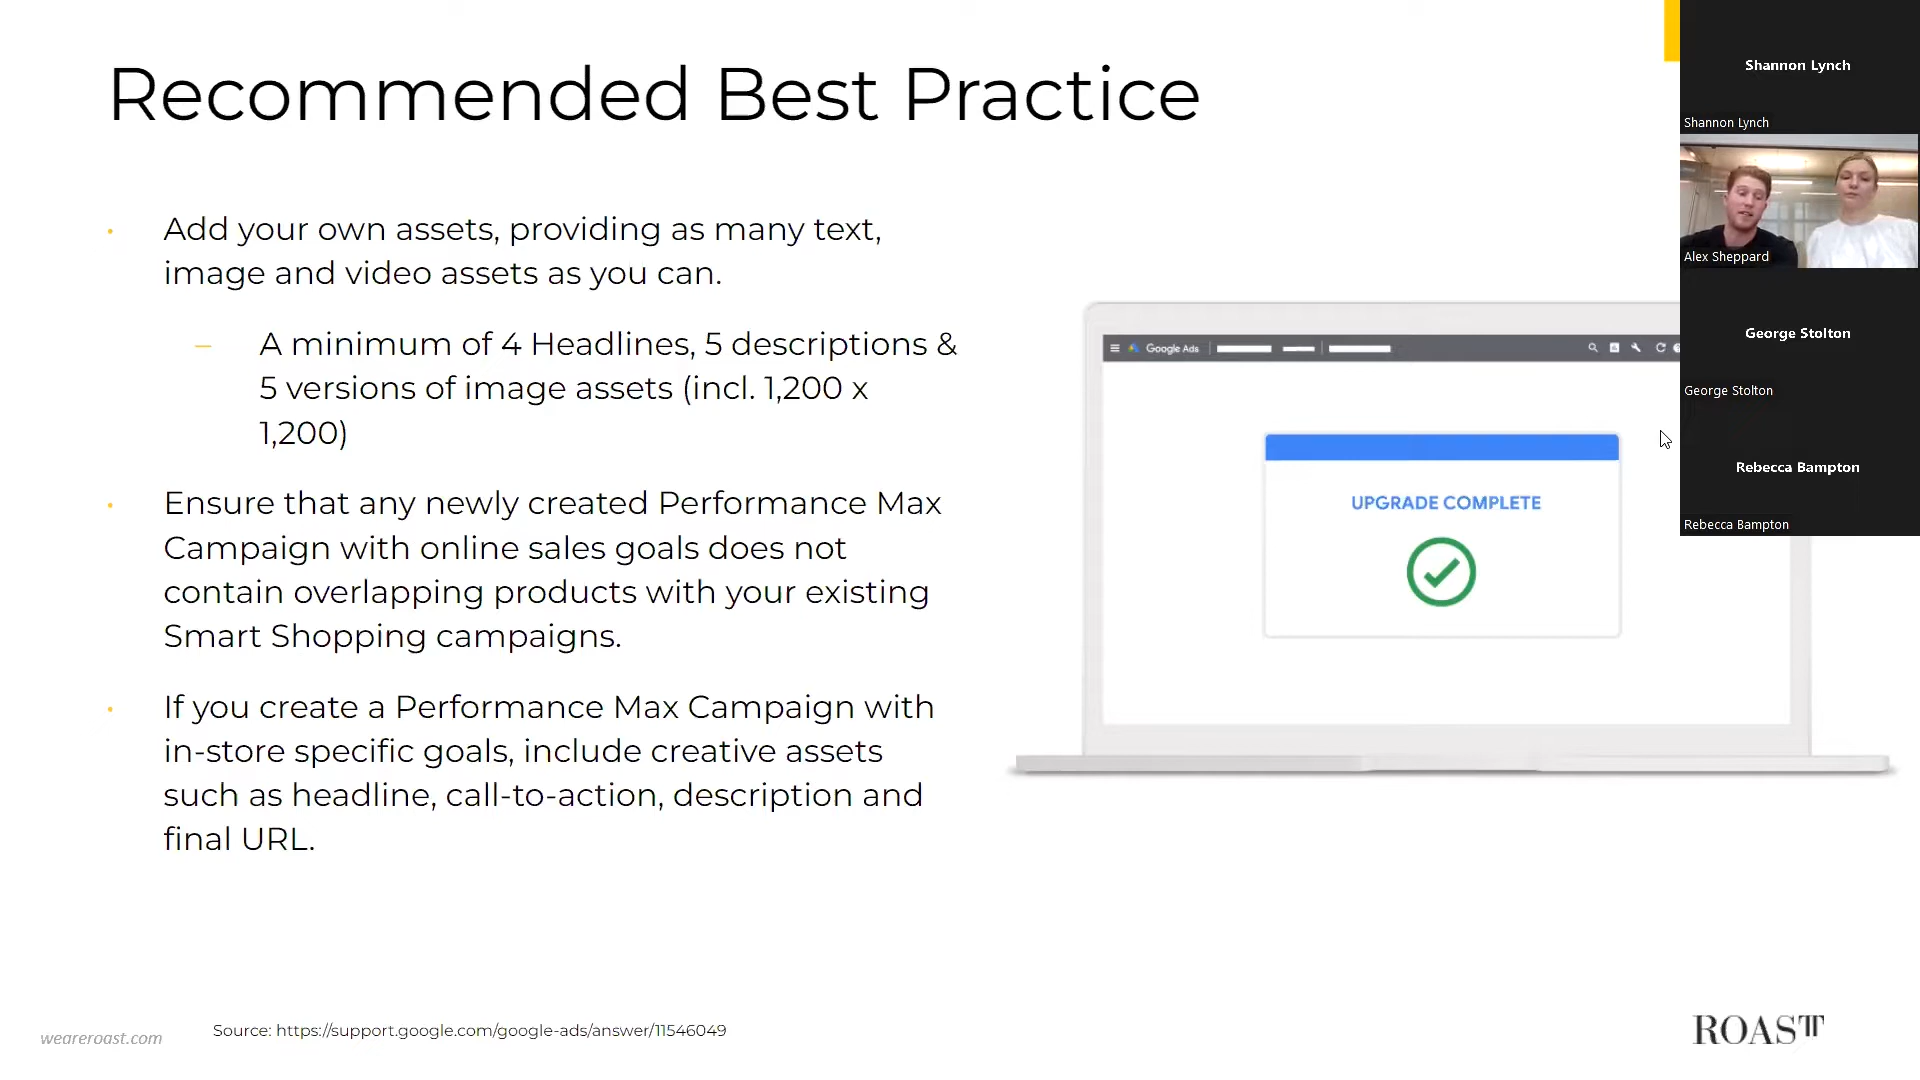 Recommended Best Practice
Add your own assets, providing as many text,
image and video assets as you can.
– A minimum of 4 Headlines, 5 descriptions &
5 versions of image assets (incl. 1,200 x
1,200)
Ensure that any newly created Performance Max
Campaign with online sales goals does not
contain overlapping products with your existing
Smart Shopping campaigns.
If you create a Performance Max Campaign with
in-store specific goals, include creative assets
such as headline, call-to-action, description and
final URL.
Google Ads
UPGRADE COMPLETE
Shannon Lynch
Shannon Lynch
Alex Sheppard
George Stolton
George Stolton
Rebecca Bampton
Rebecca Bampton
weareroast.com
Source: https://support.google.com/google-ads/answer/11546049
ROAST